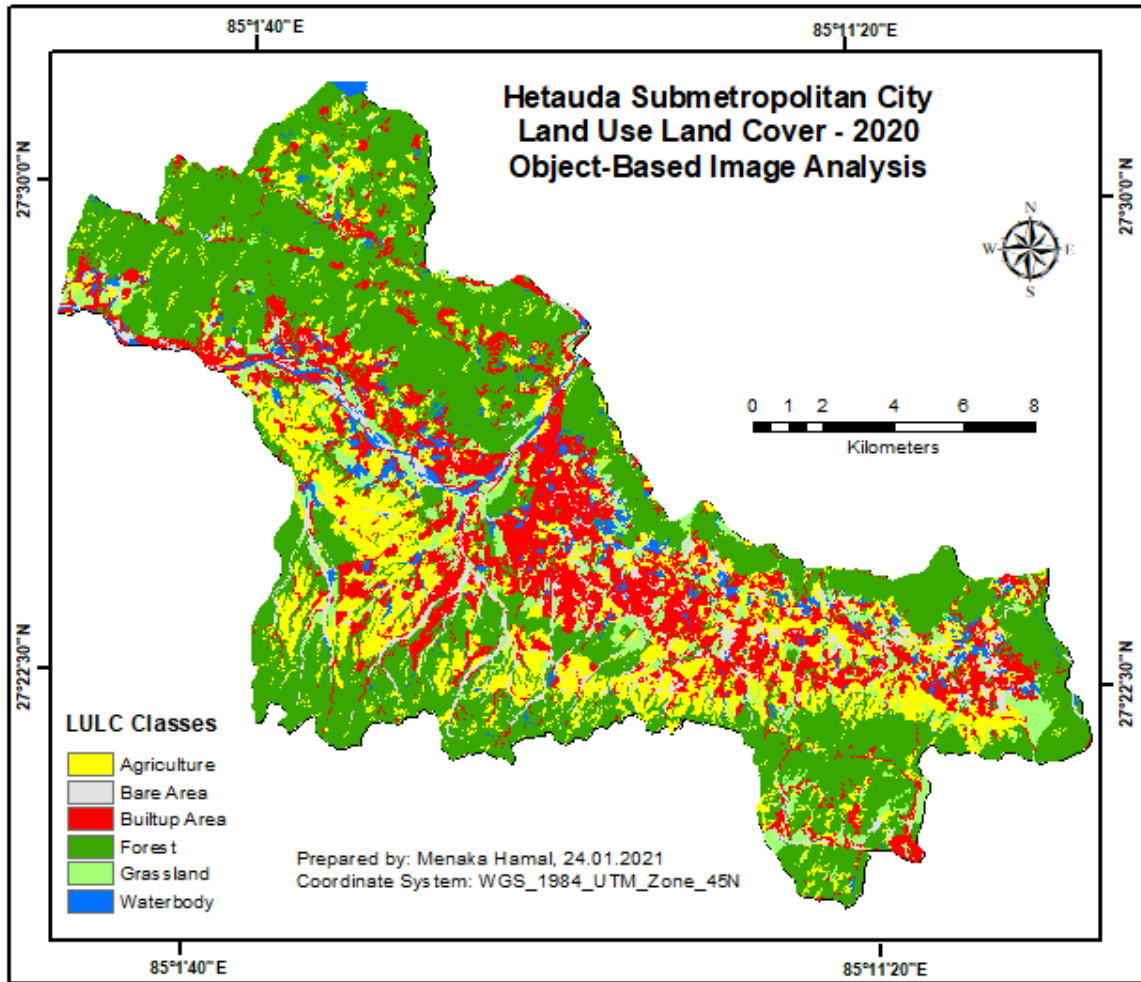 85°1'40"E
85°11'20"E
Hetauda Submetropolitan City
Land Use Land Cover - 2020
Object-Based Image Analysis
27°30'0"N
27°30'0"N
N
W
E
S
0 1 2 4 6 8
Kilometers
27°22'30"N
27°22'30"N
LULC Classes
Agriculture
Bare Area
Builtup Area
Forest
Grassland
Waterbody
Prepared by: Menaka Hamal, 24.01.2021
Coordinate System: WGS_1984_UTM_Zone_45N
85°1'40"E
85°11'20"E